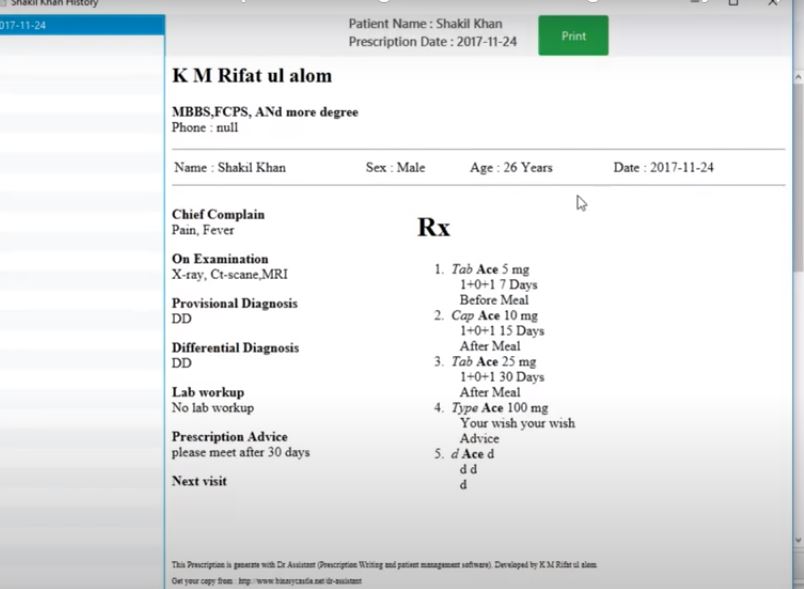 Shakil Khan History
017-11-24
Patient Name : Shakil Khan
Prescription Date : 2017-11-24
Print
K M Rifat ul alom
MBBS,FCPS, ANd more degree
Phone : null
Name : Shakil Khan Sex : Male Age : 26 Years Date : 2017-11-24
Chief Complain
Pain, Fever
On Examination
X-ray, Ct-scane,MRI
Provisional Diagnosis
DD
Differential Diagnosis
DD
Lab workup
No lab workup
Prescription Advice
please meet after 30 days
Next visit
Rx
1. Tab Ace 5 mg
1+0+1 7 Days
Before Meal
2. Cap Ace 10 mg
1+0+1 15 Days
After Meal
3. Tab Ace 25 mg
1+0+1 30 Days
After Meal
4. Type Ace 100 mg
Your wish your wish
Advice
5. d Ace d
d d
d
This Prescription is generate with Dr Assistant (Prescription Writing and patient management software). Developed by K M Rifat ul alom
Get your copy from : http://www.binarycastle.net/dr-assistant